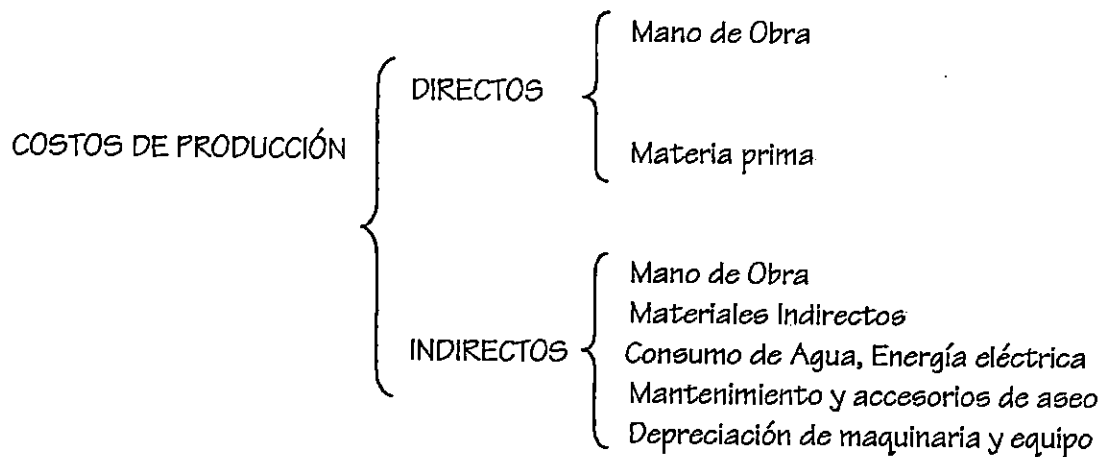 COSTOS DE PRODUCCIÓN
DIRECTOS
Mano de Obra
Materia prima
INDIRECTOS
Mano de Obra
Materiales Indirectos
Consumo de Agua, Energía eléctrica
Mantenimiento y accesorios de aseo
Depreciación de maquinaria y equipo